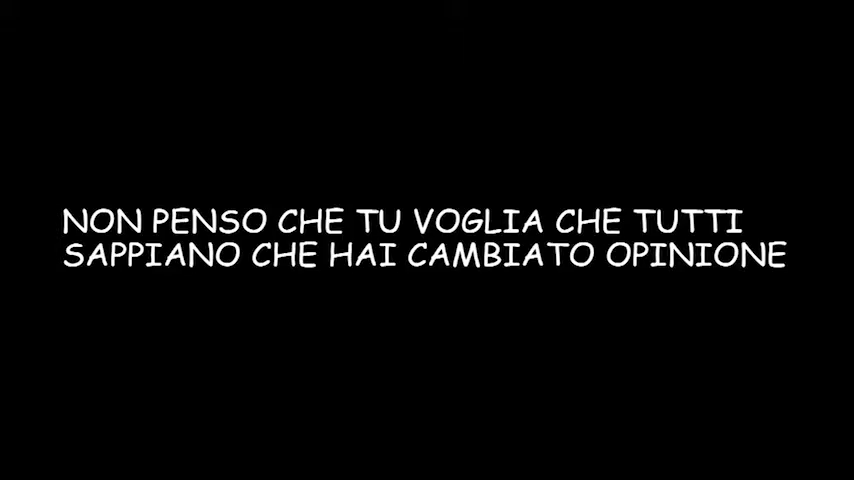 NON PENSO CHE TU VOGLIA CHE TUTTI
SAPPIANO CHE HAI CAMBIATO OPINIONE